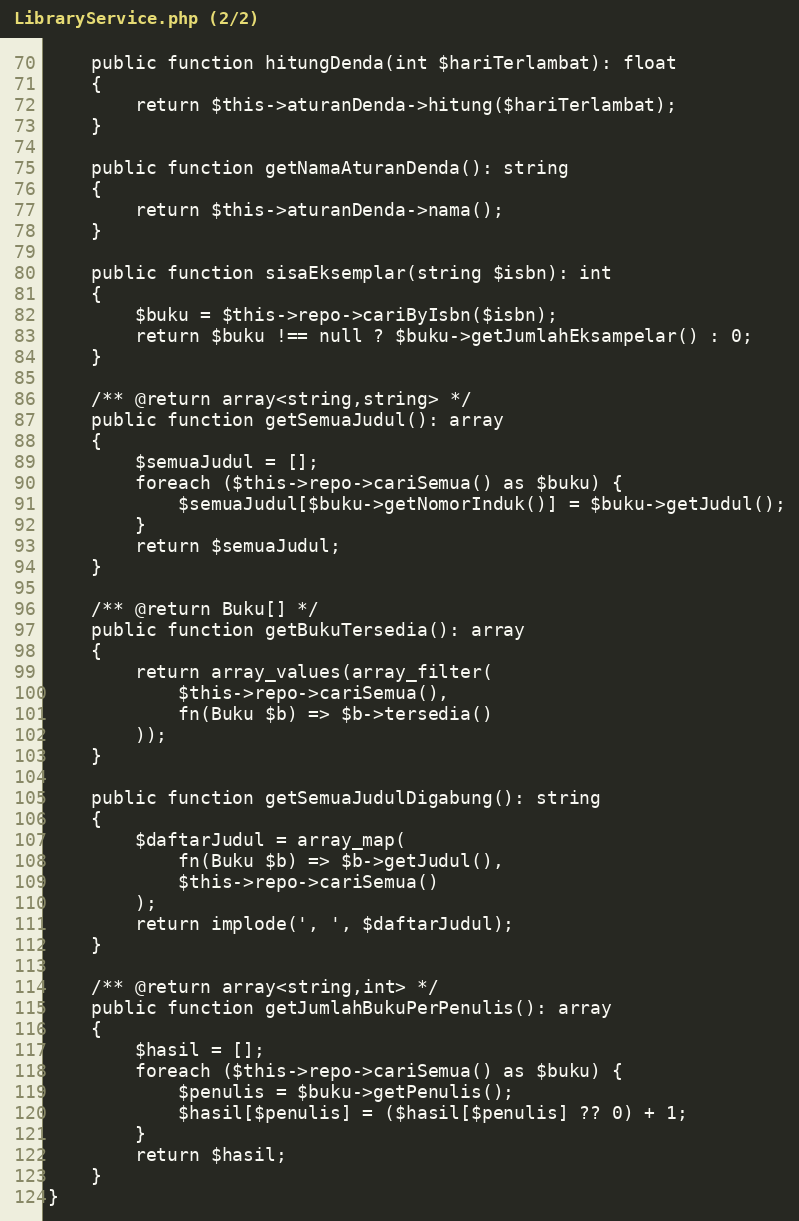 LibraryService.php (2/2)
70    public function hitungDenda(int $hariTerlambat): float
71    {
72        return $this->aturanDenda->hitung($hariTerlambat);
73    }
74
75    public function getNamaAturanDenda(): string
76    {
77        return $this->aturanDenda->nama();
78    }
79
80    public function sisaEksemplar(string $isbn): int
81    {
82        $buku = $this->repo->cariByIsbn($isbn);
83        return $buku !== null ? $buku->getJumlahEksampelar() : 0;
84    }
85
86    /** @return array<string,string> */
87    public function getSemuaJudul(): array
88    {
89        $semuaJudul = [];
90        foreach ($this->repo->cariSemua() as $buku) {
91            $semuaJudul[$buku->getNomorInduk()] = $buku->getJudul();
92        }
93        return $semuaJudul;
94    }
95
96    /** @return Buku[] */
97    public function getBukuTersedia(): array
98    {
99        return array_values(array_filter(
100            $this->repo->cariSemua(),
101            fn(Buku $b) => $b->tersedia()
102        ));
103    }
104
105    public function getSemuaJudulDigabung(): string
106    {
107        $daftarJudul = array_map(
108            fn(Buku $b) => $b->getJudul(),
109            $this->repo->cariSemua()
110        );
111        return implode(', ', $daftarJudul);
112    }
113
114    /** @return array<string,int> */
115    public function getJumlahBukuPerPenulis(): array
116    {
117        $hasil = [];
118        foreach ($this->repo->cariSemua() as $buku) {
119            $penulis = $buku->getPenulis();
120            $hasil[$penulis] = ($hasil[$penulis] ?? 0) + 1;
121        }
122        return $hasil;
123    }
124}